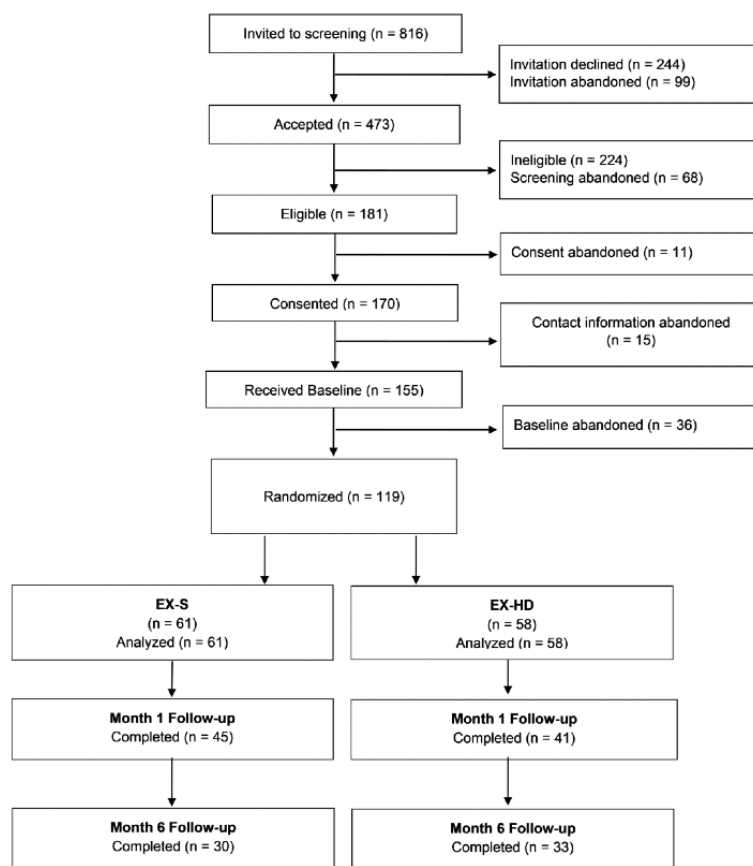 Invited to screening (n = 816)
Invitation declined (n = 244)
Invitation abandoned (n = 99)
Accepted (n = 473)
Ineligible (n = 224)
Screening abandoned (n = 68)
Eligible (n = 181)
Consent abandoned (n = 11)
Consented (n = 170)
Contact information abandoned
(n = 15)
Received Baseline (n = 155)
Baseline abandoned (n = 36)
Randomized (n = 119)
EX-S
(n = 61)
Analyzed (n = 61)
EX-HD
(n = 58)
Analyzed (n = 58)
Month 1 Follow-up
Completed (n = 45)
Month 1 Follow-up
Completed (n = 41)
Month 6 Follow-up
Completed (n = 30)
Month 6 Follow-up
Completed (n = 33)